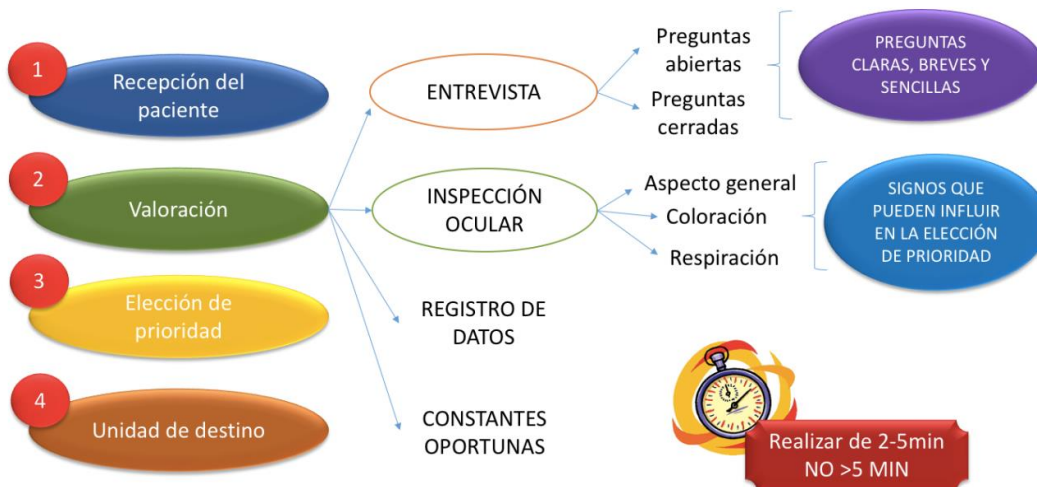 1
Recepción del
paciente
2
Valoración
3
Elección de
prioridad
4
Unidad de destino
ENTREVISTA
INSPECCIÓN
OCULAR
REGISTRO DE
DATOS
CONSTANTES
OPORTUNAS
Preguntas
abiertas
Preguntas
cerradas
PREGUNTAS
CLARAS, BREVES Y
SENCILLAS
Aspecto general
Coloración
Respiración
SIGNOS QUE
PUEDEN INFLUIR
EN LA ELECCIÓN
DE PRIORIDAD
Realizar de 2-5min
NO >5 MIN